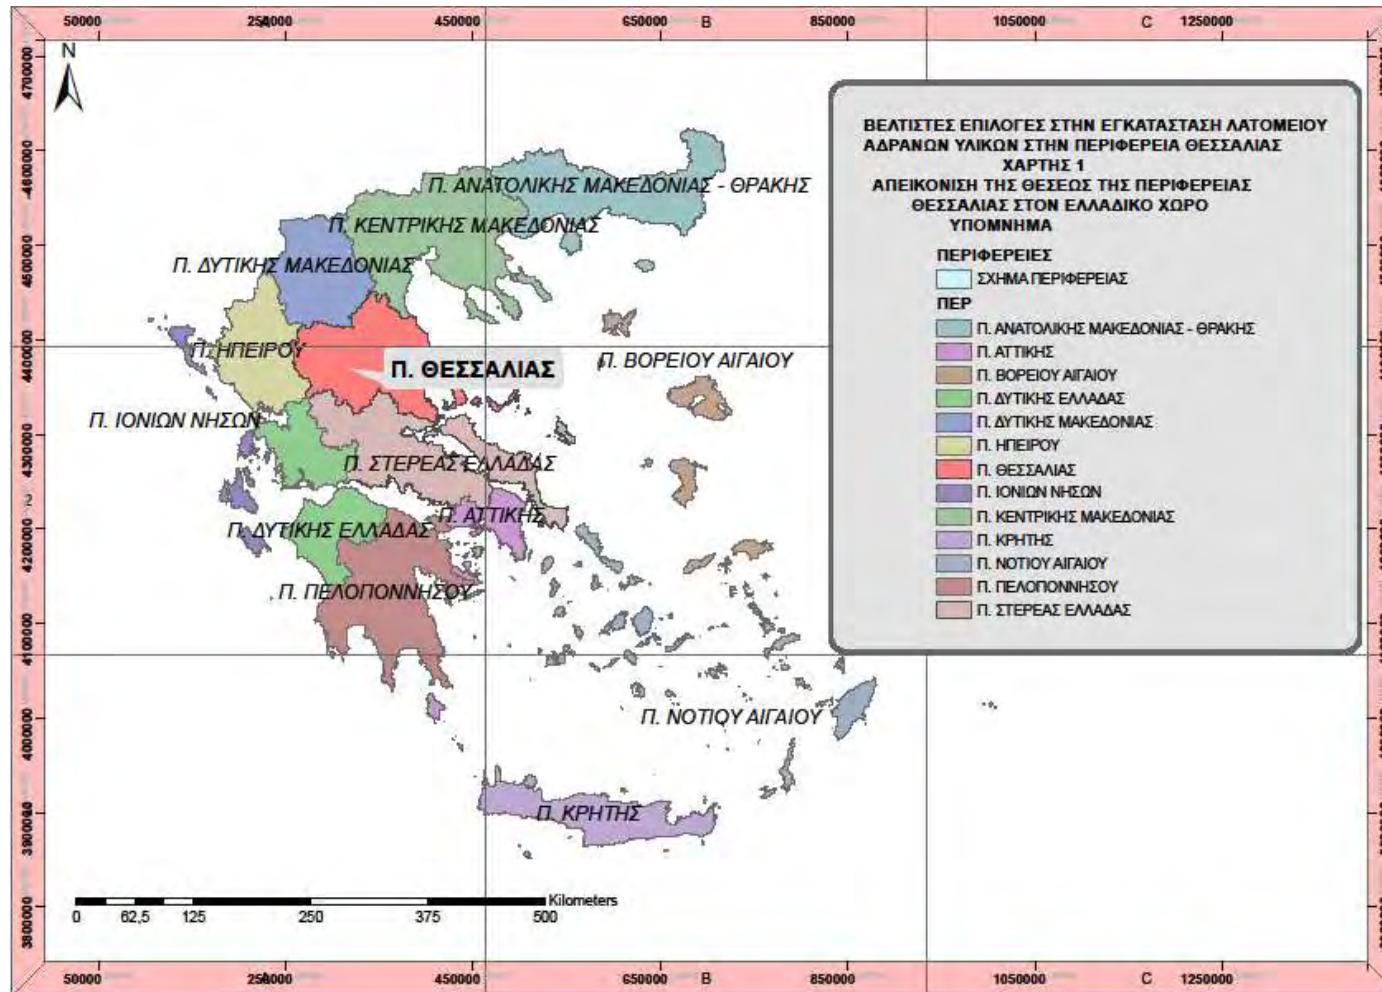 50000 250000 A 450000 650000 B 850000 1050000 C 1250000
N
4700000
4600000
4500000
4400000
4300000
4200000
4100000
4000000
3900000
3800000
ΒΕΛΤΙΣΤΕΣ ΕΠΙΛΟΓΕΣ ΣΤΗΝ ΕΓΚΑΤΑΣΤΑΣΗ ΛΑΤΟΜΕΙΟΥ
ΑΔΡΑΝΩΝ ΥΛΙΚΩΝ ΣΤΗΝ ΠΕΡΙΦΕΡΕΙΑ ΘΕΣΣΑΛΙΑΣ
ΧΑΡΤΗΣ 1
ΑΠΕΙΚΟΝΙΣΗ ΤΗΣ ΘΕΣΕΩΣ ΤΗΣ ΠΕΡΙΦΕΡΕΙΑΣ
ΘΕΣΣΑΛΙΑΣ ΣΤΟΝ ΕΛΛΑΔΙΚΟ ΧΩΡΟ
ΥΠΟΜΝΗΜΑ
ΠΕΡΙΦΕΡΕΙΕΣ
ΣΧΗΜΑ ΠΕΡΙΦΕΡΕΙΑΣ
ΠΕΡ
Π. ΑΝΑΤΟΛΙΚΗΣ ΜΑΚΕΔΟΝΙΑΣ - ΘΡΑΚΗΣ
Π. ΑΤΤΙΚΗΣ
Π. ΒΟΡΕΙΟΥ ΑΙΓΑΙΟΥ
Π. ΔΥΤΙΚΗΣ ΕΛΛΑΔΑΣ
Π. ΔΥΤΙΚΗΣ ΜΑΚΕΔΟΝΙΑΣ
Π. ΗΠΕΙΡΟΥ
Π. ΘΕΣΣΑΛΙΑΣ
Π. ΙΟΝΙΩΝ ΝΗΣΩΝ
Π. ΚΕΝΤΡΙΚΗΣ ΜΑΚΕΔΟΝΙΑΣ
Π. ΚΡΗΤΗΣ
Π. ΝΟΤΙΟΥ ΑΙΓΑΙΟΥ
Π. ΠΕΛΟΠΟΝΝΗΣΟΥ
Π. ΣΤΕΡΕΑΣ ΕΛΛΑΔΑΣ
Π. ΑΝΑΤΟΛΙΚΗΣ ΜΑΚΕΔΟΝΙΑΣ - ΘΡΑΚΗΣ
Π. ΚΕΝΤΡΙΚΗΣ ΜΑΚΕΔΟΝΙΑΣ
Π. ΔΥΤΙΚΗΣ ΜΑΚΕΔΟΝΙΑΣ
Π. ΗΠΕΙΡΟΥ
Π. ΘΕΣΣΑΛΙΑΣ
Π. ΒΟΡΕΙΟΥ ΑΙΓΑΙΟΥ
Π. ΙΟΝΙΩΝ ΝΗΣΩΝ
Π. ΣΤΕΡΕΑΣ ΕΛΛΑΔΑΣ
Π. ΑΤΤΙΚΗΣ
Π. ΔΥΤΙΚΗΣ ΕΛΛΑΔΑΣ
Π. ΠΕΛΟΠΟΝΝΗΣΟΥ
Π. ΝΟΤΙΟΥ ΑΙΓΑΙΟΥ
Π. ΚΡΗΤΗΣ
Kilometers
0 62,5 125 250 375 500
50000 250000 A 450000 650000 B 850000 1050000 C 1250000